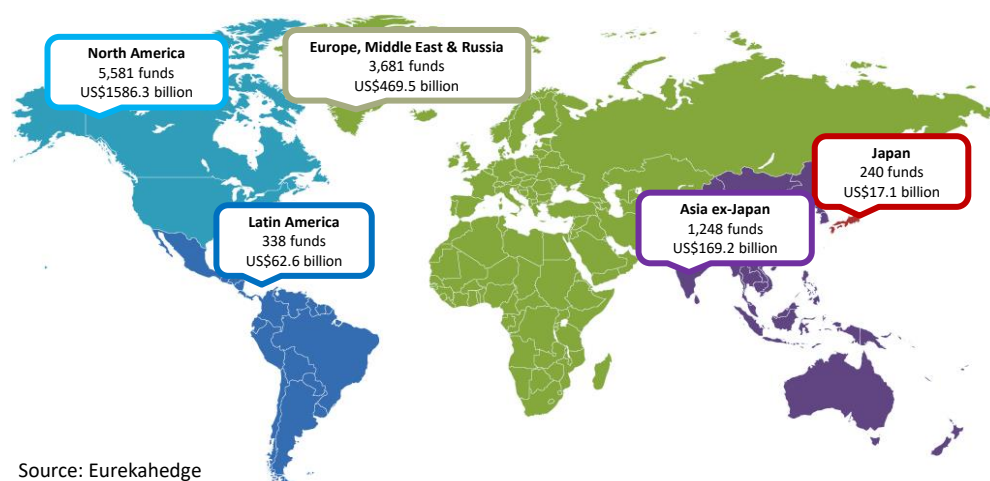 North America
5,581 funds
US$1586.3 billion
Europe, Middle East & Russia
3,681 funds
US$469.5 billion
Japan
240 funds
US$17.1 billion
Latin America
338 funds
US$62.6 billion
Asia ex-Japan
1,248 funds
US$169.2 billion
Source: Eurekahedge